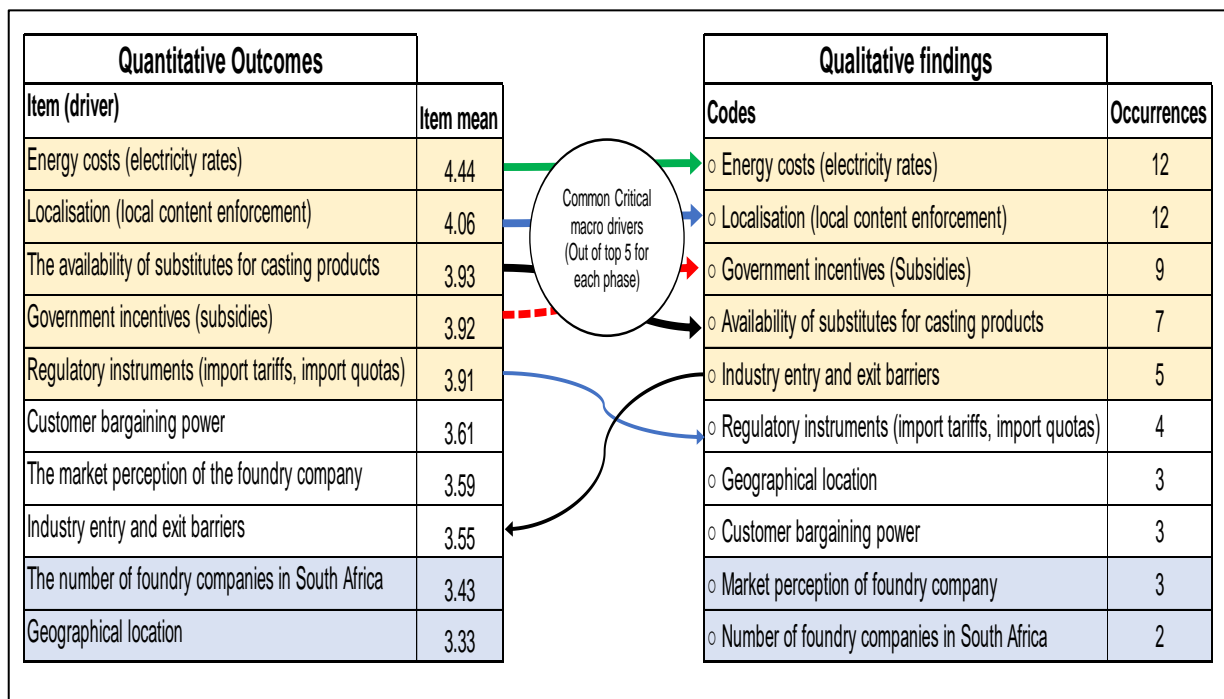 Quantitative Outcomes
Item (driver) Item mean
Energy costs (electricity rates) 4.44
Localisation (local content enforcement) 4.06
The availability of substitutes for casting products 3.93
Government incentives (subsidies) 3.92
Regulatory instruments (import tariffs, import quotas) 3.91
Customer bargaining power 3.61
The market perception of the foundry company 3.59
Industry entry and exit barriers 3.55
The number of foundry companies in South Africa 3.43
Geographical location 3.33
Common Critical
macro drivers
(Out of top 5 for
each phase)
Qualitative findings
Codes Occurrences
○ Energy costs (electricity rates) 12
○ Localisation (local content enforcement) 12
○ Government incentives (Subsidies) 9
○ Availability of substitutes for casting products 7
○ Industry entry and exit barriers 5
○ Regulatory instruments (import tariffs, import quotas) 4
○ Geographical location 3
○ Customer bargaining power 3
○ Market perception of foundry company 3
○ Number of foundry companies in South Africa 2